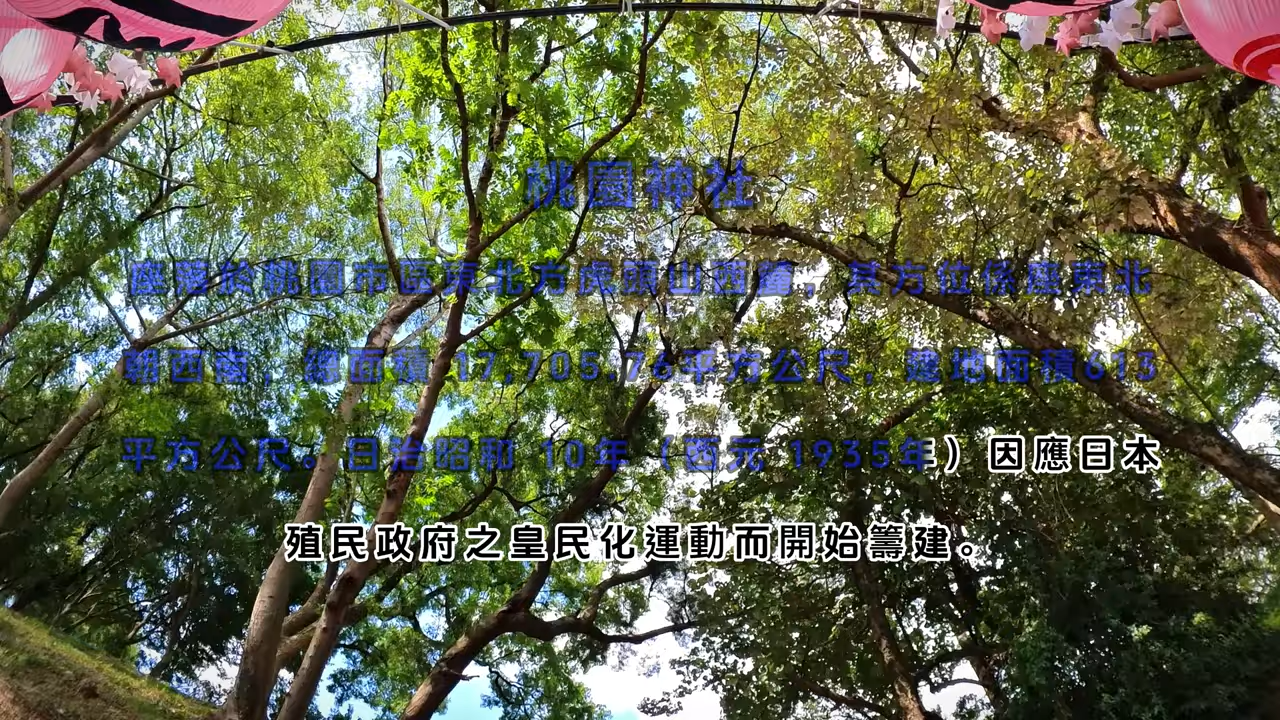 桃園神社
座落於桃園市區東北方虎頭山西麓，其方位係座東北
朝西南，總面積 17,705.76平方公尺，建地面積613
平方公尺。日治昭和 10年（西元 1935年）因應日本
殖民政府之皇民化運動而開始籌建。